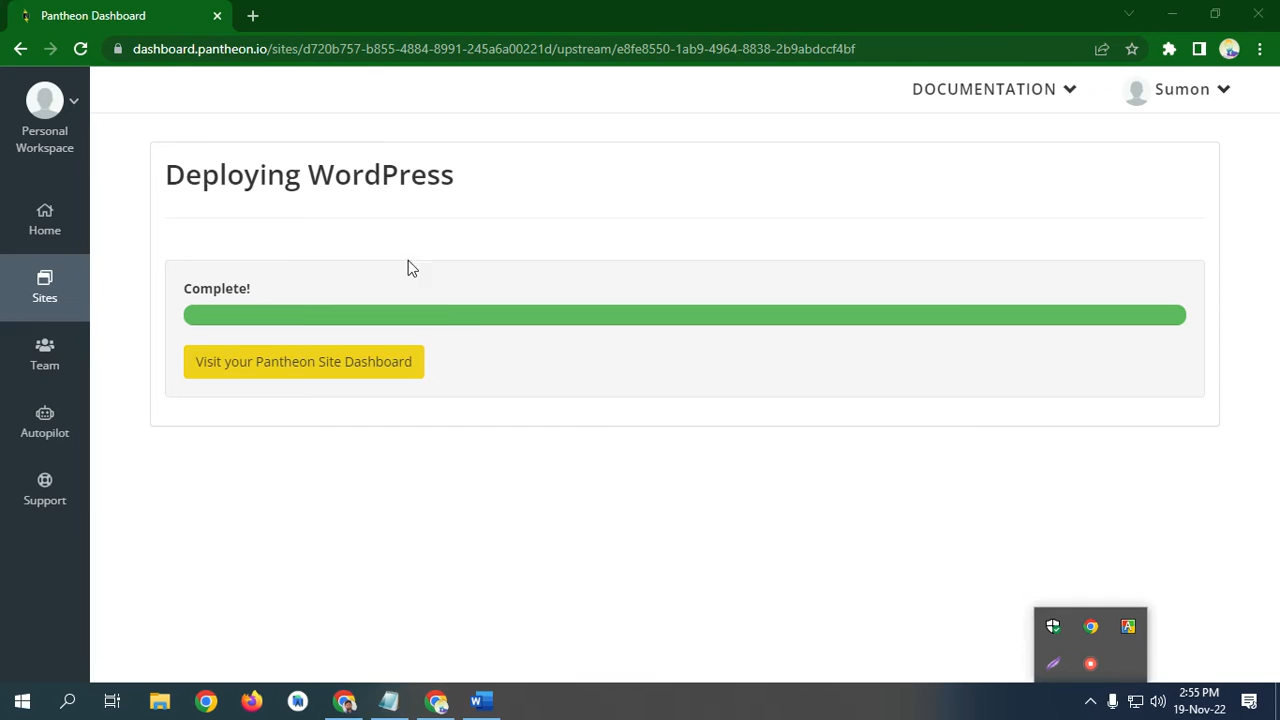 Pantheon Dashboard
dashboard.pantheon.io/sites/d720b757-b855-4884-8991-245a6a00221d/upstream/e8fe8550-1ab9-4964-8838-2b9abdccf4bf
DOCUMENTATION
Sumon
Personal
Workspace
Home
Sites
Team
Autopilot
Support
Deploying WordPress
Complete!
Visit your Pantheon Site Dashboard
2:55 PM
19-Nov-22